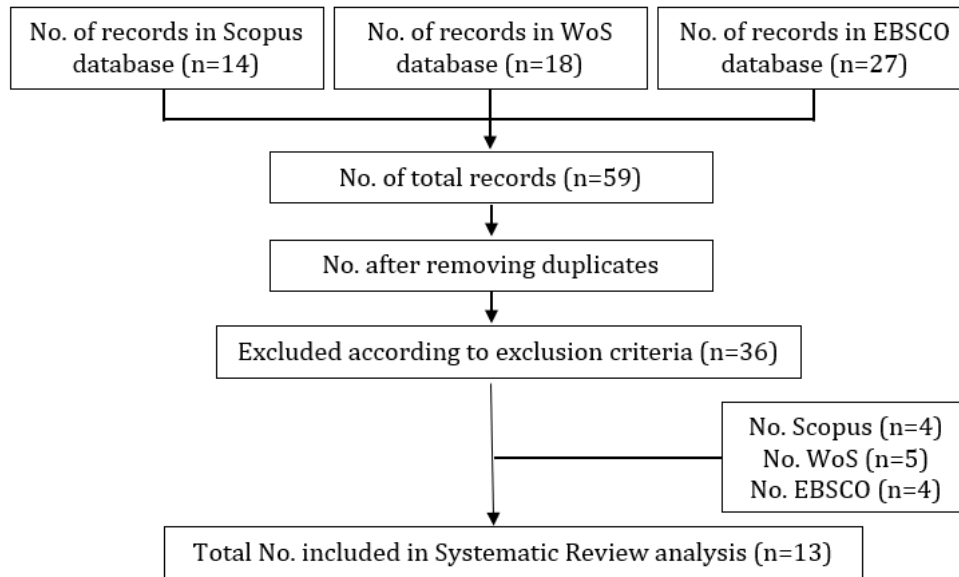 No. of records in Scopus
database (n=14)
No. of records in WoS
database (n=18)
No. of records in EBSCO
database (n=27)
No. of total records (n=59)
No. after removing duplicates
Excluded according to exclusion criteria (n=36)
No. Scopus (n=4)
No. WoS (n=5)
No. EBSCO (n=4)
Total No. included in Systematic Review analysis (n=13)